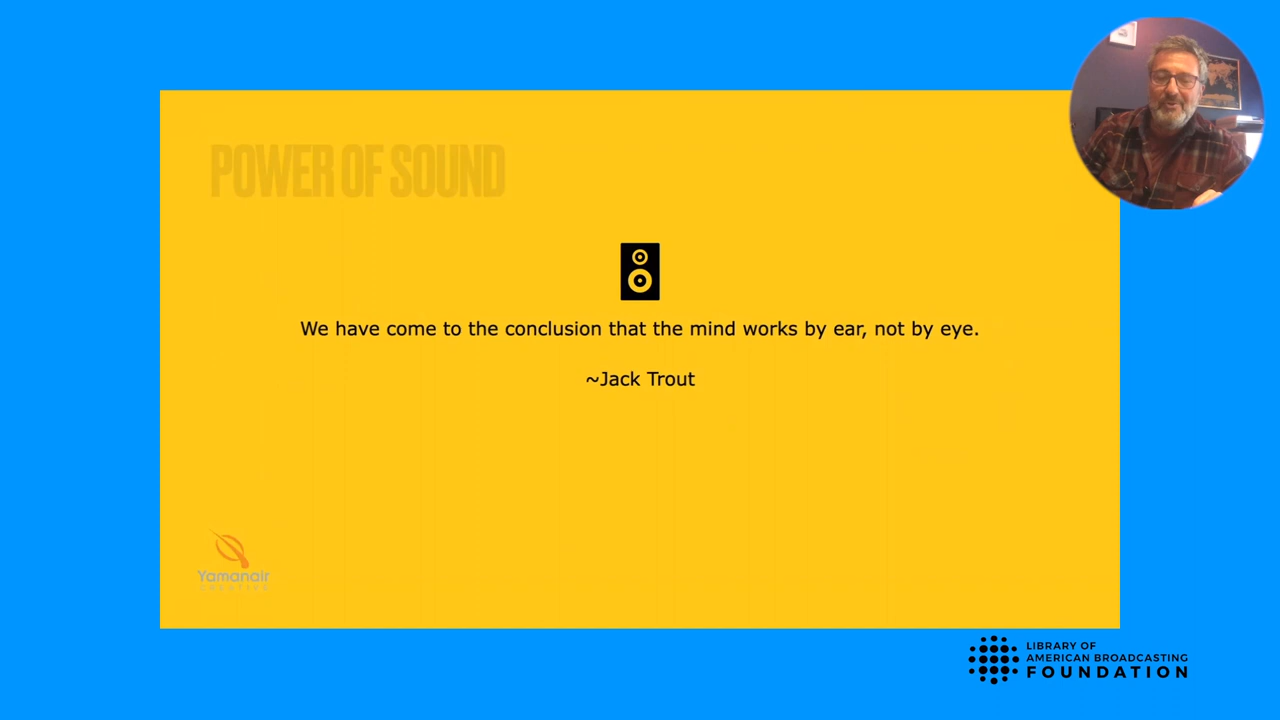 POWER OF SOUND
We have come to the conclusion that the mind works by ear, not by eye.
~Jack Trout
Yamanair
CREATIVE
LIBRARY OF
AMERICAN BROADCASTING
FOUNDATION